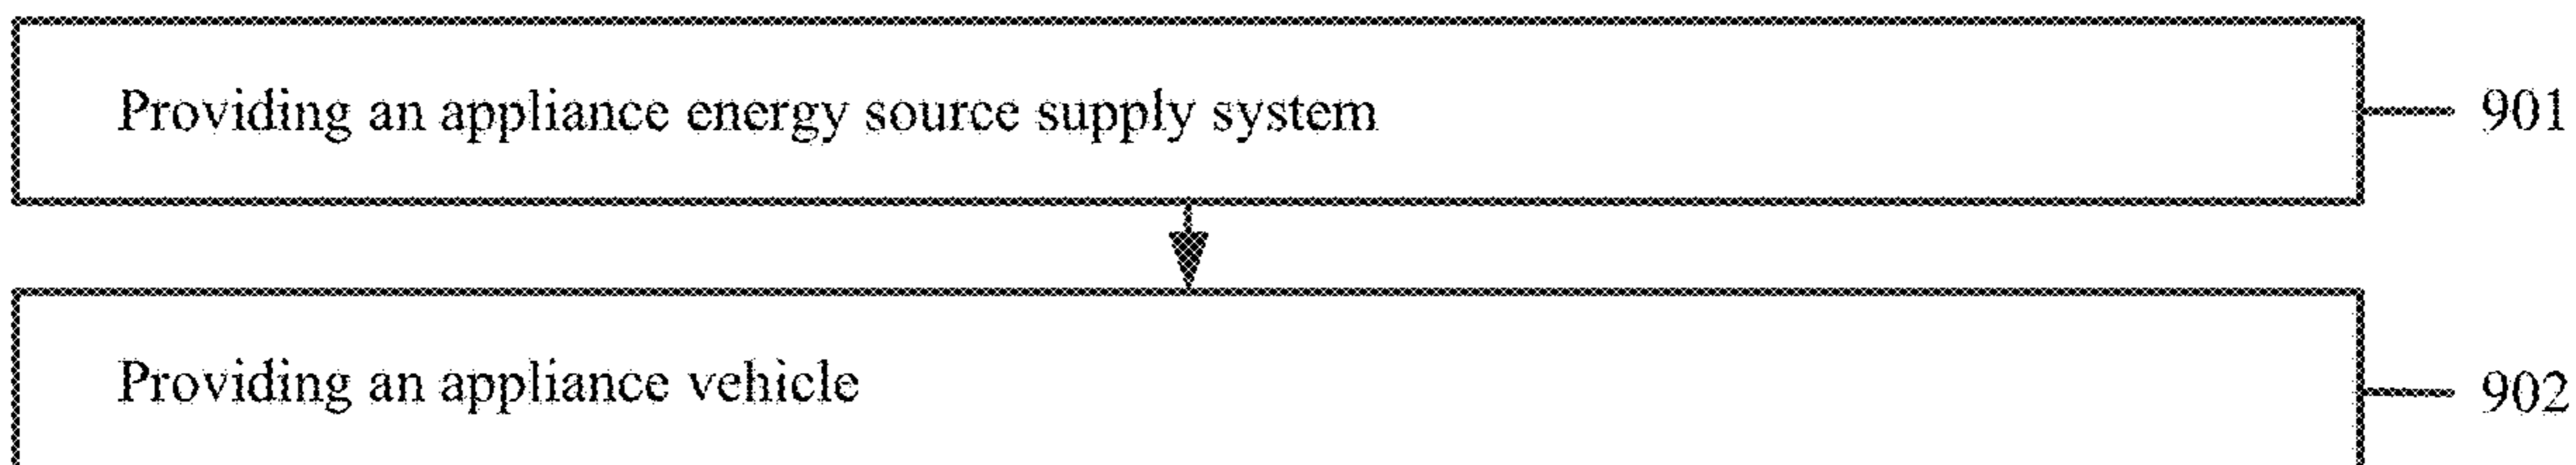 Providing an appliance energy source supply system
901
Providing an appliance vehicle
902